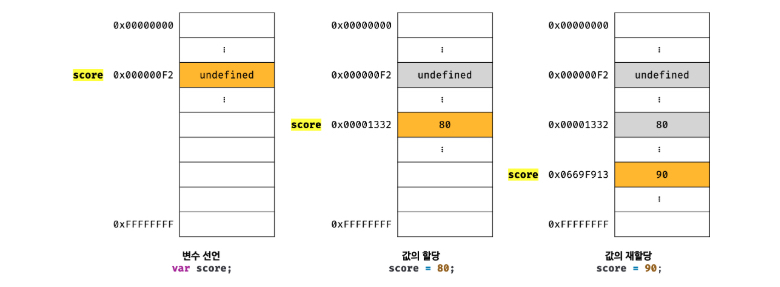 0x00000000
⋮
score 0x000000F2 undefined
⋮
0xFFFFFFFF
변수 선언
var score;
0x00000000
⋮
0x000000F2 undefined
⋮
score 0x00001332 80
⋮
0xFFFFFFFF
값의 할당
score = 80;
0x00000000
⋮
0x000000F2 undefined
⋮
0x00001332 80
⋮
score 0x0669F913 90
⋮
0xFFFFFFFF
값의 재할당
score = 90;